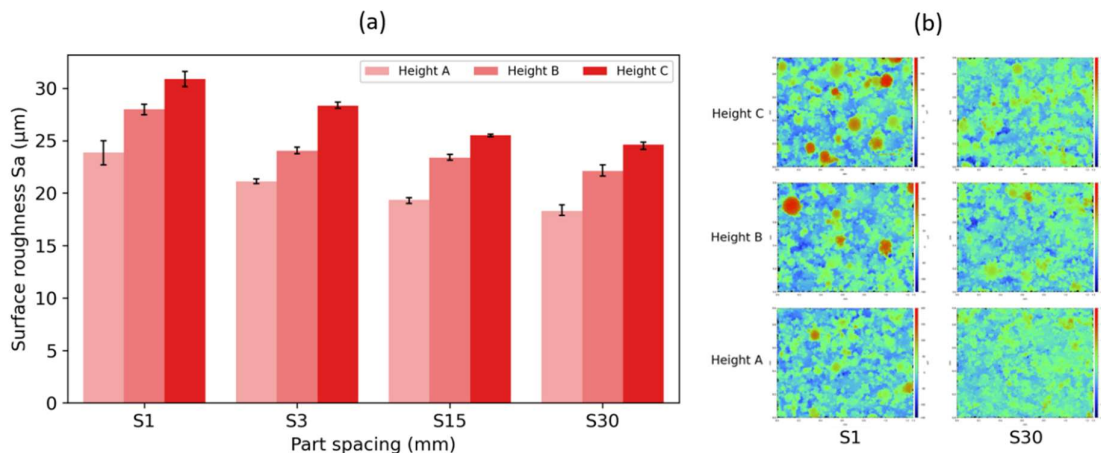 (a)
(b)
Surface roughness Sa (μm)
30
25
20
15
10
5
0
Height A
Height B
Height C
S1
S3
S15
S30
Part spacing (mm)
Height C
Height B
Height A
S1
S30